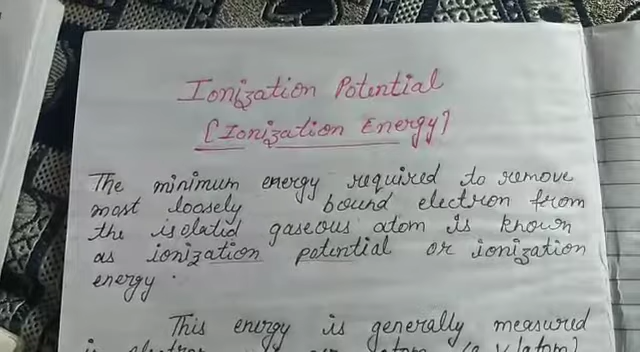 Ionization Potential
[Ionization Energy]
The minimum energy required to remove
most loosely bound electron from
the isolated gaseous atom is known
as ionization potential or ionization
energy.
This energy is generally measured